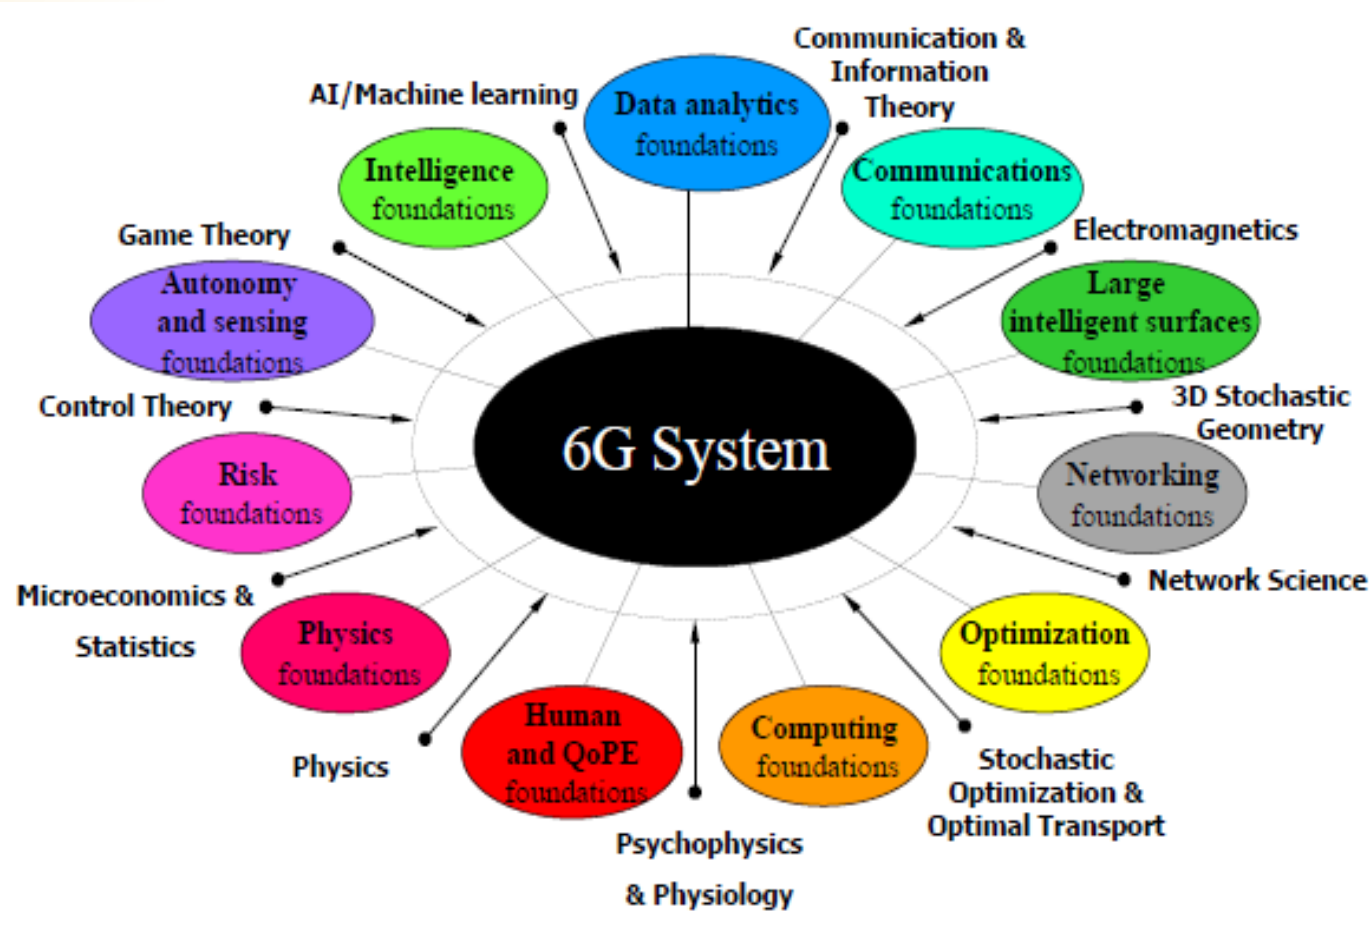 Communication &
Information
Theory
AI/Machine learning
Data analytics
foundations
Intelligence
foundations
Communications
foundations
Game Theory
Electromagnetics
Autonomy
and sensing
foundations
Large
intelligent surfaces
foundations
Control Theory
3D Stochastic
Geometry
6G System
Risk
foundations
Networking
foundations
Microeconomics &
Statistics
Network Science
Physics
foundations
Optimization
foundations
Human
and QoPE
foundations
Computing
foundations
Physics
Stochastic
Optimization &
Optimal Transport
Psychophysics
& Physiology